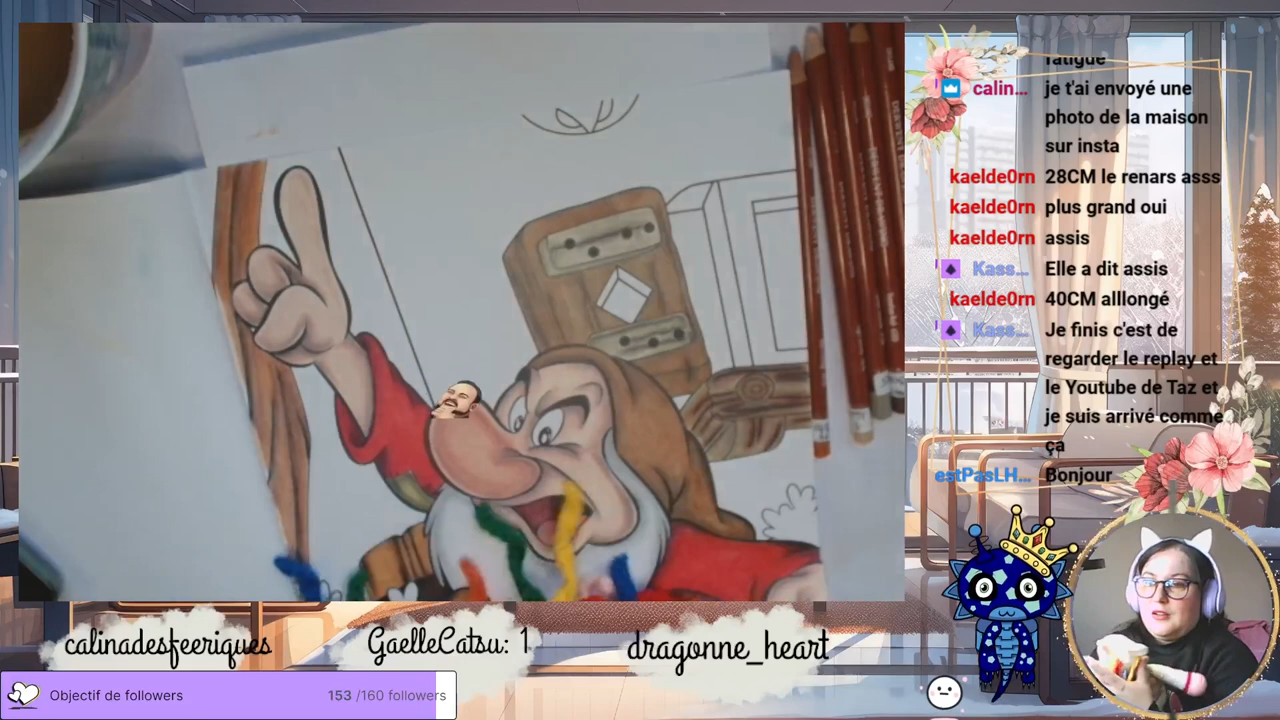 fatigue
calin... je t'ai envoyé une
photo de la maison
sur insta
kaelde0rn 28CM le renars asss
kaelde0rn plus grand oui
kaelde0rn assis
Kass... Elle a dit assis
kaelde0rn 40CM alllongé
Kass... Je finis c'est de
regarder le replay et
le Youtube de Taz et
je suis arrivé comme
ça
estPasLH... Bonjour
calinadesfeeriques
GaelleCatsu: 1
dragonne_heart
Objectif de followers 153 /160 followers